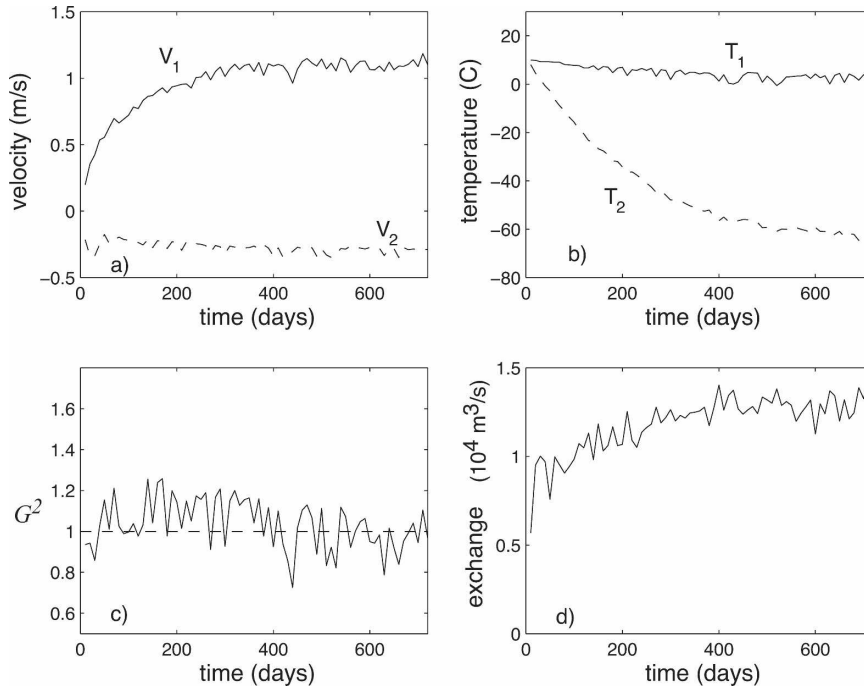 1.5
1
0.5
0
−0.5
velocity (m/s)
V1
V2
a)
0 200 400 600
time (days)
20
0
−20
−40
−60
−80
temperature (C)
T1
T2
b)
0 200 400 600
time (days)
1.6
1.4
1.2
1
0.8
0.6
G²
c)
0 200 400 600
time (days)
1.5
1
0.5
0
exchange (10⁴ m³/s)
d)
0 200 400 600
time (days)